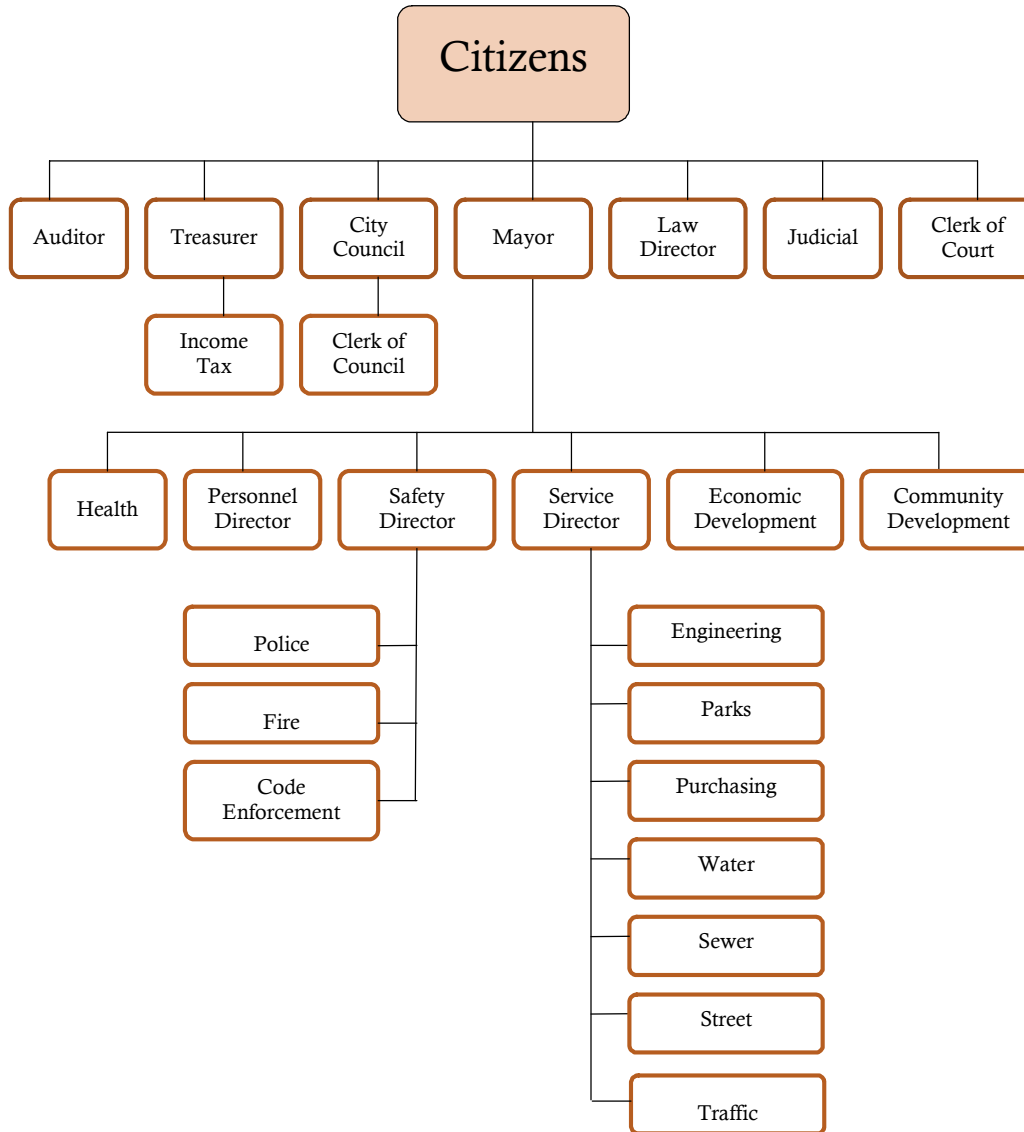 Citizens
Auditor
Treasurer
City
Council
Mayor
Law
Director
Judicial
Clerk of
Court
Income
Tax
Clerk of
Council
Health
Personnel
Director
Safety
Director
Service
Director
Economic
Development
Community
Development
Police
Fire
Code
Enforcement
Engineering
Parks
Purchasing
Water
Sewer
Street
Traffic